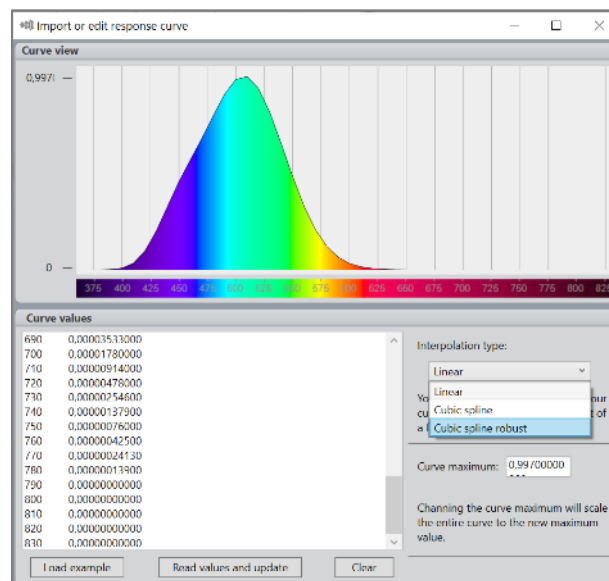 Import or edit response curve
Curve view
0,997
0
375 400 425 450 475 500 525 550 575 600 625 650 675 700 725 750 775 800 825
Curve values
690 0,00003533000
700 0,00001780000
710 0,00000914000
720 0,00000478000
730 0,00000254600
740 0,00000137900
750 0,00000076000
760 0,00000042500
770 0,00000024130
780 0,00000013900
790 0,00000000000
800 0,00000000000
810 0,00000000000
820 0,00000000000
830 0,00000000000
Interpolation type:
Linear
Linear
Cubic spline
Cubic spline robust
Curve maximum: 0,99700000
Channing the curve maximum will scale
the entire curve to the new maximum
value.
Load example Read values and update Clear